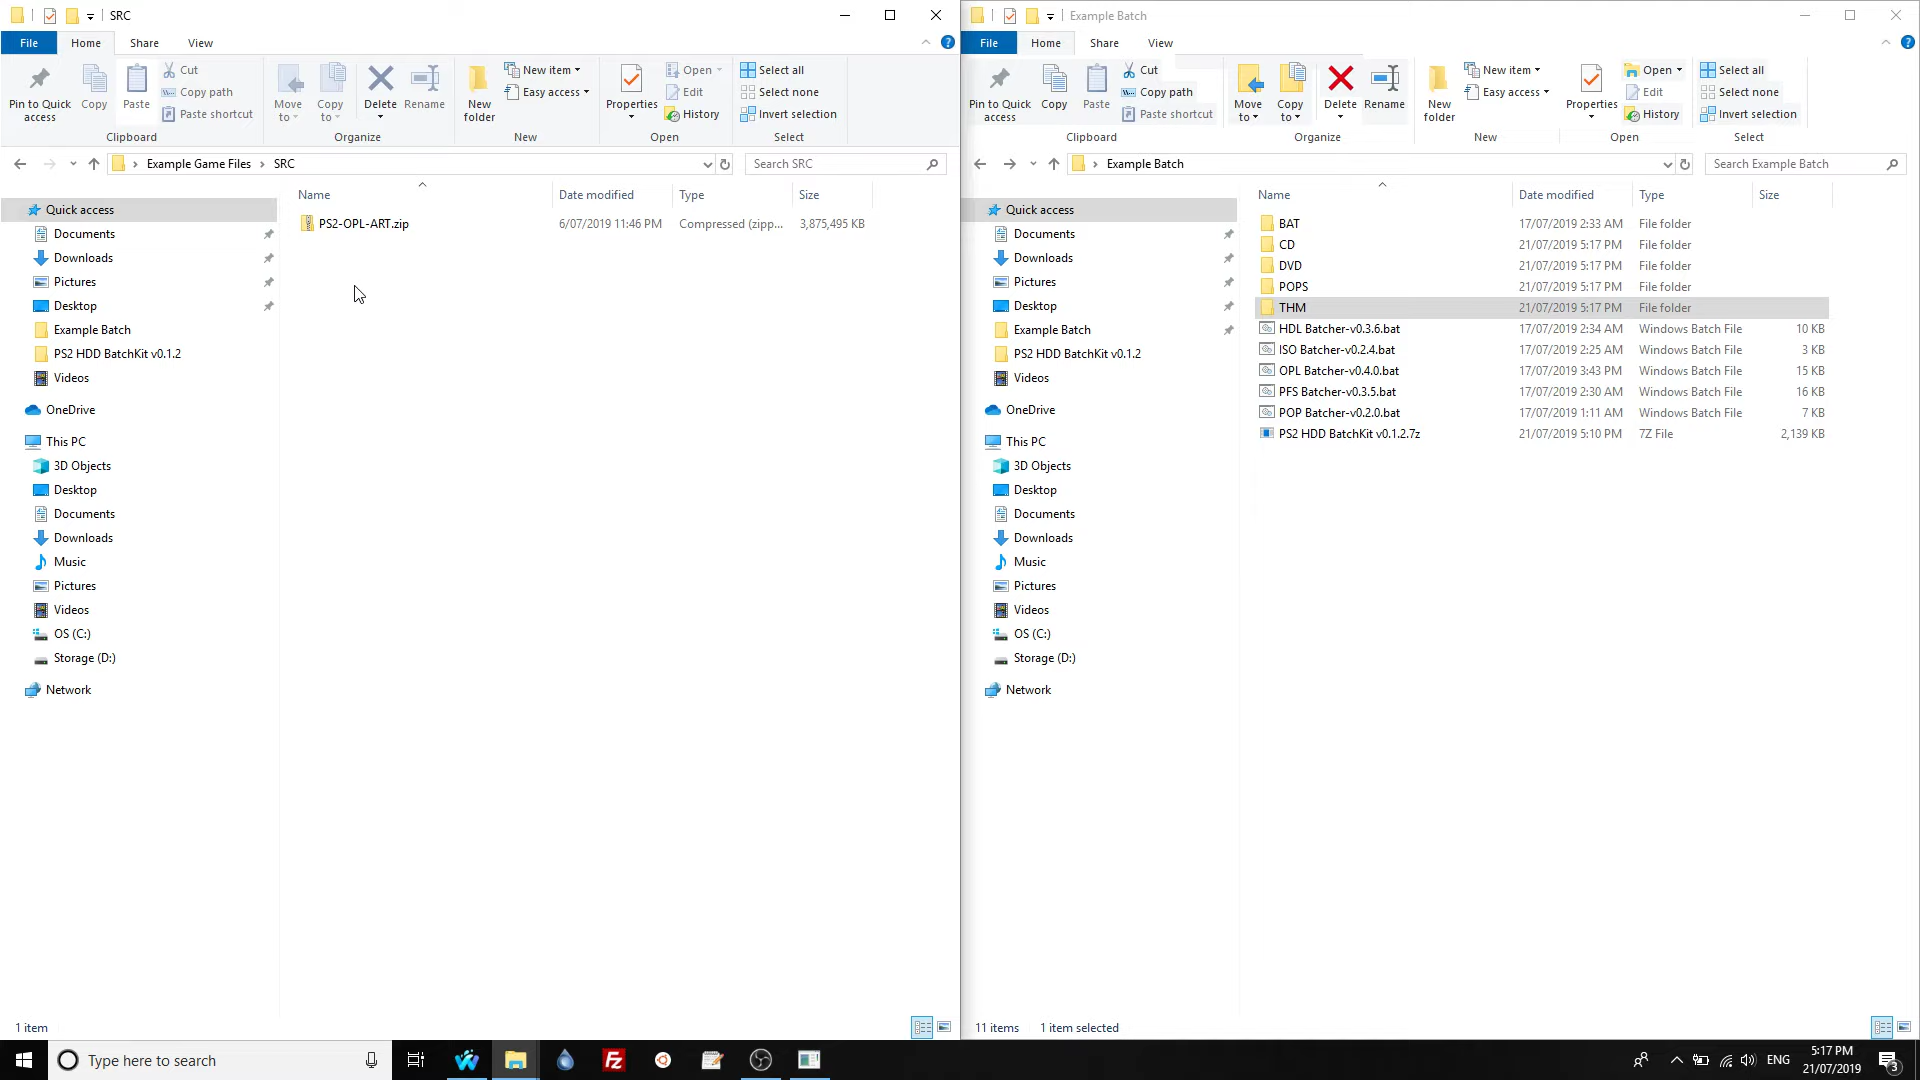 SRC
File
Home
Share
View
Pin to Quick access
Copy
Paste
Cut
Copy path
Paste shortcut
Clipboard
Move to
Copy to
Delete
Rename
Organize
New folder
New item
Easy access
New
Properties
Open
Edit
History
Open
Select all
Select none
Invert selection
Select
Example Game Files
SRC
Search SRC
Name
Date modified
Type
Size
PS2-OPL-ART.zip 6/07/2019 11:46 PM Compressed (zipp... 3,875,495 KB
Quick access
Documents
Downloads
Pictures
Desktop
Example Batch
PS2 HDD BatchKit v0.1.2
Videos
OneDrive
This PC
3D Objects
Desktop
Documents
Downloads
Music
Pictures
Videos
OS (C:)
Storage (D:)
Network
1 item
Example Batch
File
Home
Share
View
Pin to Quick access
Copy
Paste
Cut
Copy path
Paste shortcut
Clipboard
Move to
Copy to
Delete
Rename
Organize
New folder
New item
Easy access
New
Properties
Open
Edit
History
Open
Select all
Select none
Invert selection
Select
Example Batch
Search Example Batch
Name
Date modified
Type
Size
BAT 17/07/2019 2:33 AM File folder
CD 21/07/2019 5:17 PM File folder
DVD 21/07/2019 5:17 PM File folder
POPS 21/07/2019 5:17 PM File folder
THM 21/07/2019 5:17 PM File folder
HDL Batcher-v0.3.6.bat 17/07/2019 2:34 AM Windows Batch File 10 KB
ISO Batcher-v0.2.4.bat 17/07/2019 2:25 AM Windows Batch File 3 KB
OPL Batcher-v0.4.0.bat 17/07/2019 3:43 PM Windows Batch File 15 KB
PFS Batcher-v0.3.5.bat 17/07/2019 2:30 AM Windows Batch File 16 KB
POP Batcher-v0.2.0.bat 17/07/2019 1:11 AM Windows Batch File 7 KB
PS2 HDD BatchKit v0.1.2.7z 21/07/2019 5:10 PM 7Z File 2,139 KB
Quick access
Documents
Downloads
Pictures
Desktop
Example Batch
PS2 HDD BatchKit v0.1.2
Videos
OneDrive
This PC
3D Objects
Desktop
Documents
Downloads
Music
Pictures
Videos
OS (C:)
Storage (D:)
Network
11 items 1 item selected
Type here to search
Fz
ENG
5:17 PM
21/07/2019
3